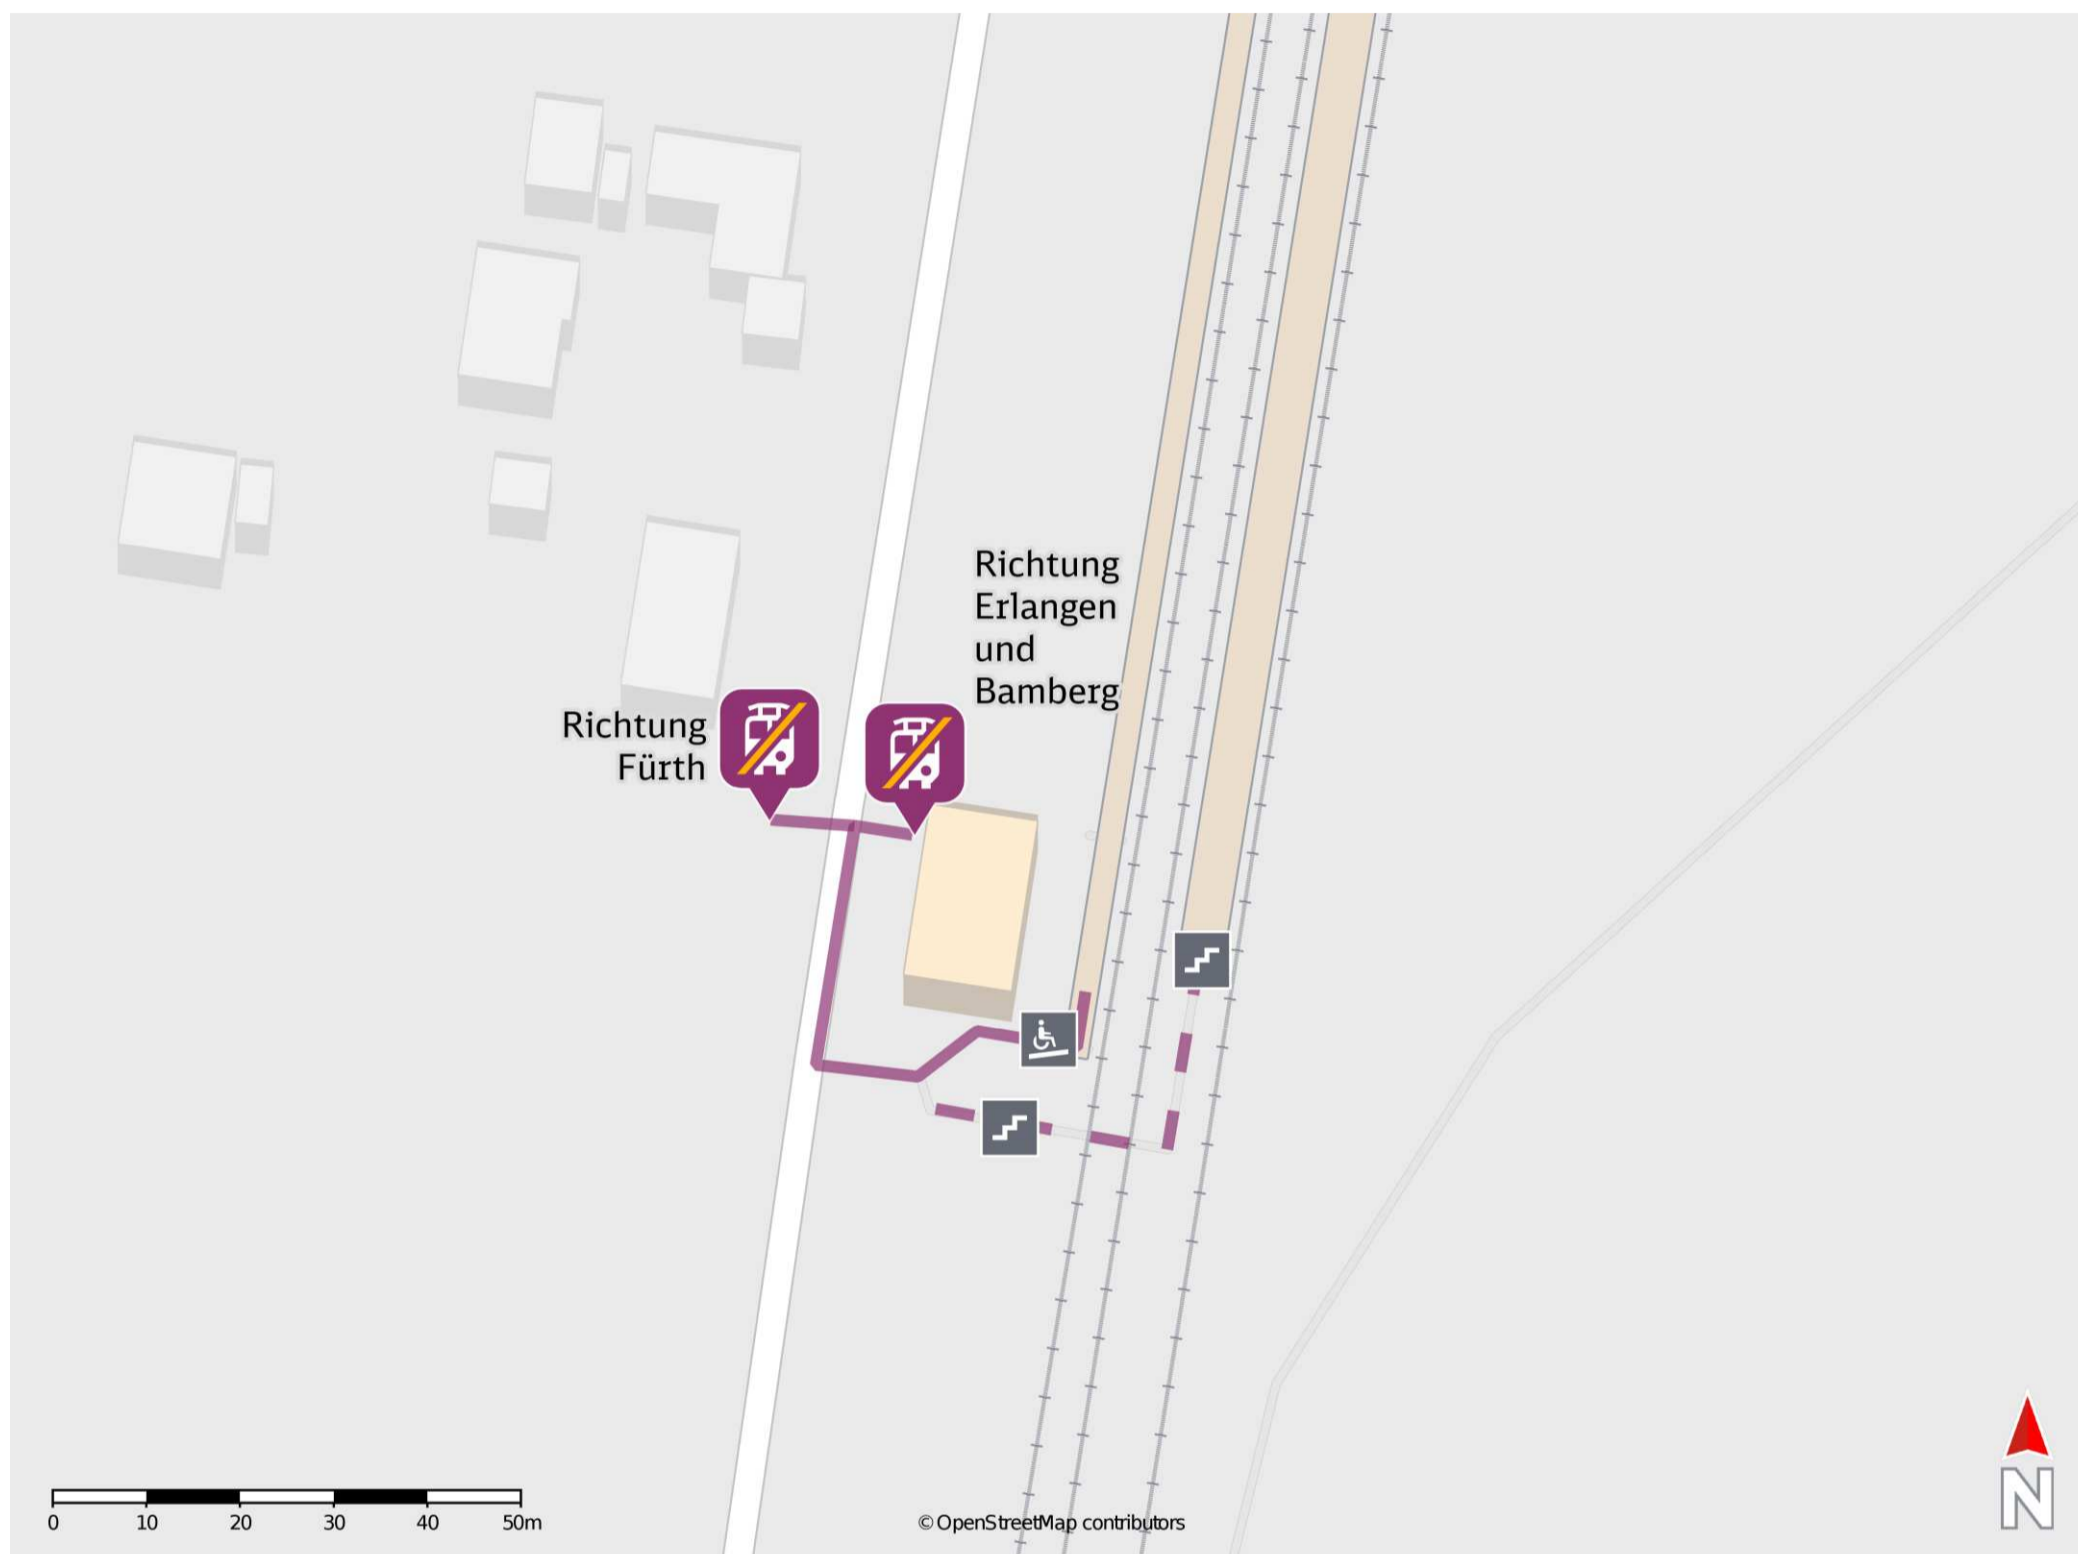 Richtung
Erlangen
und
Bamberg
Richtung
Fürth
0 10 20 30 40 50m
© OpenStreetMap contributors
N